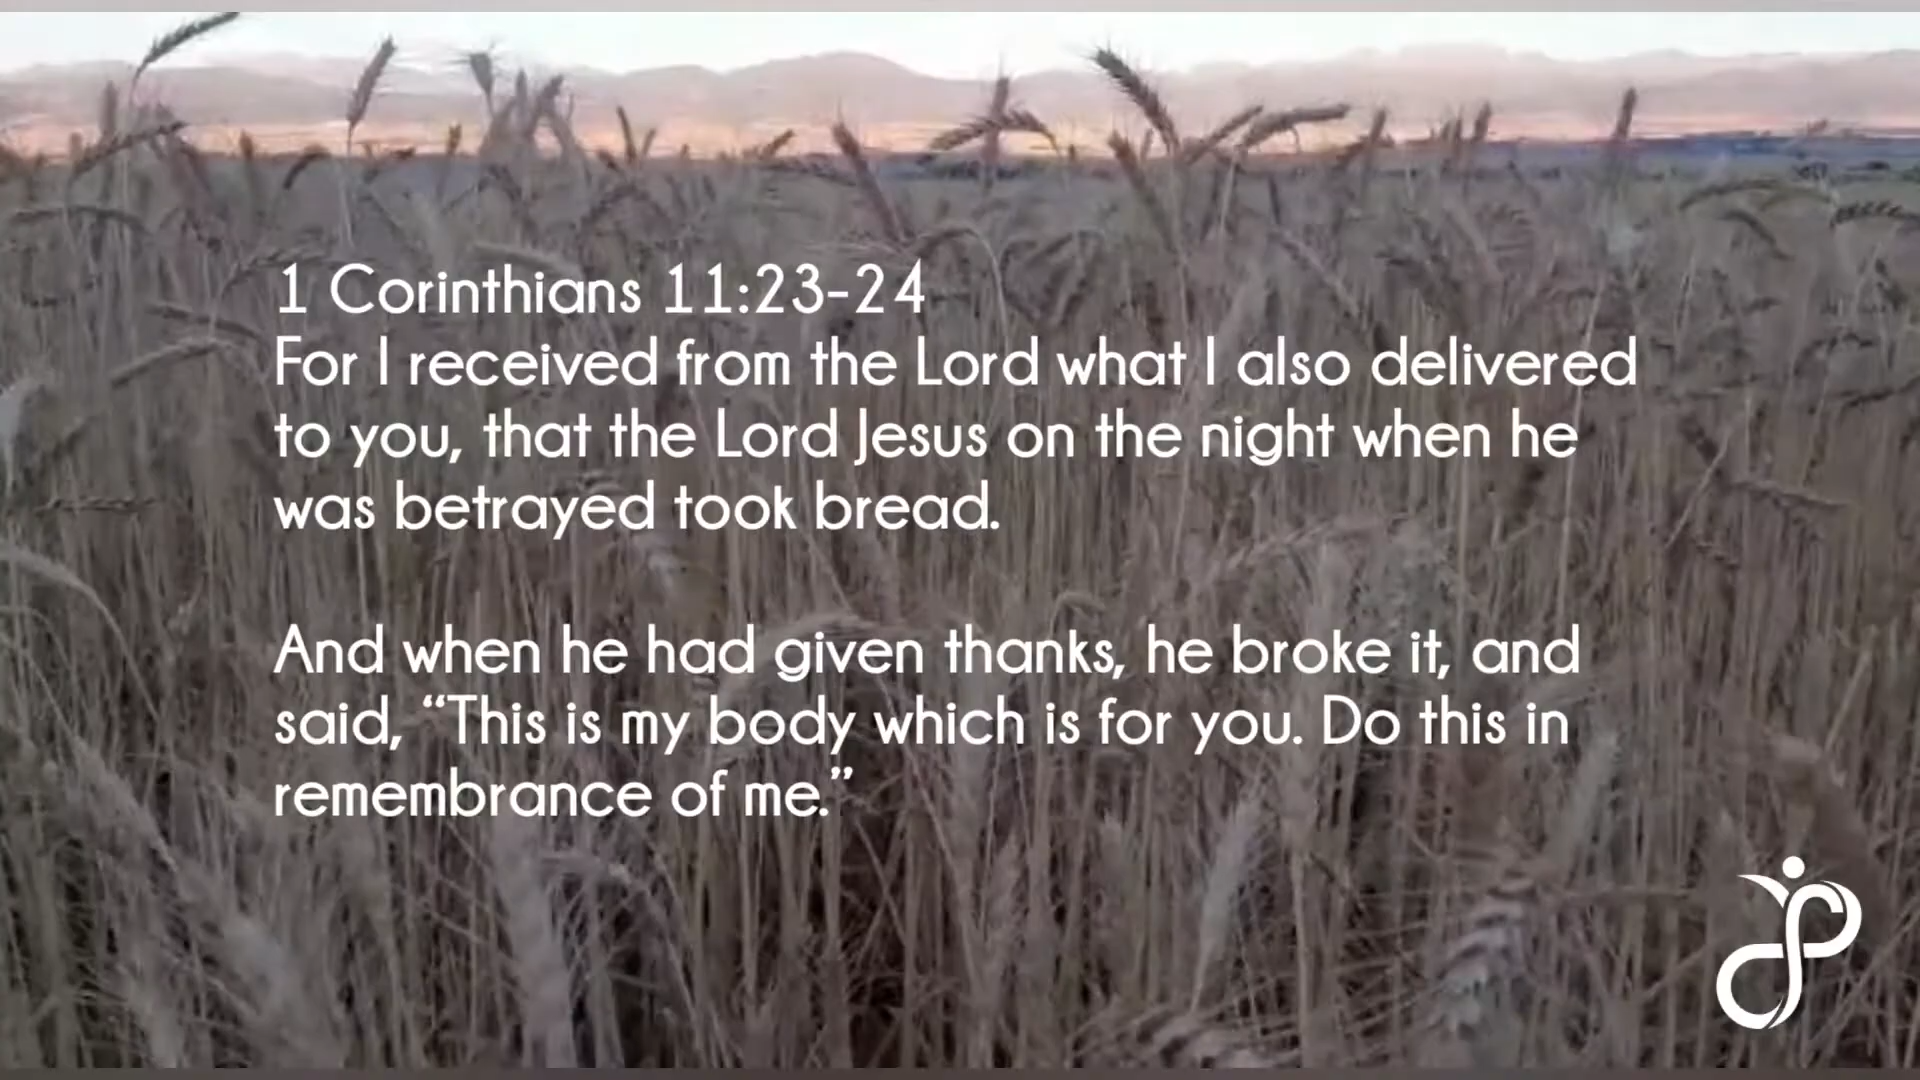 1 Corinthians 11:23-24
For I received from the Lord what I also delivered
to you, that the Lord Jesus on the night when he
was betrayed took bread.
And when he had given thanks, he broke it, and
said, “This is my body which is for you. Do this in
remembrance of me.”